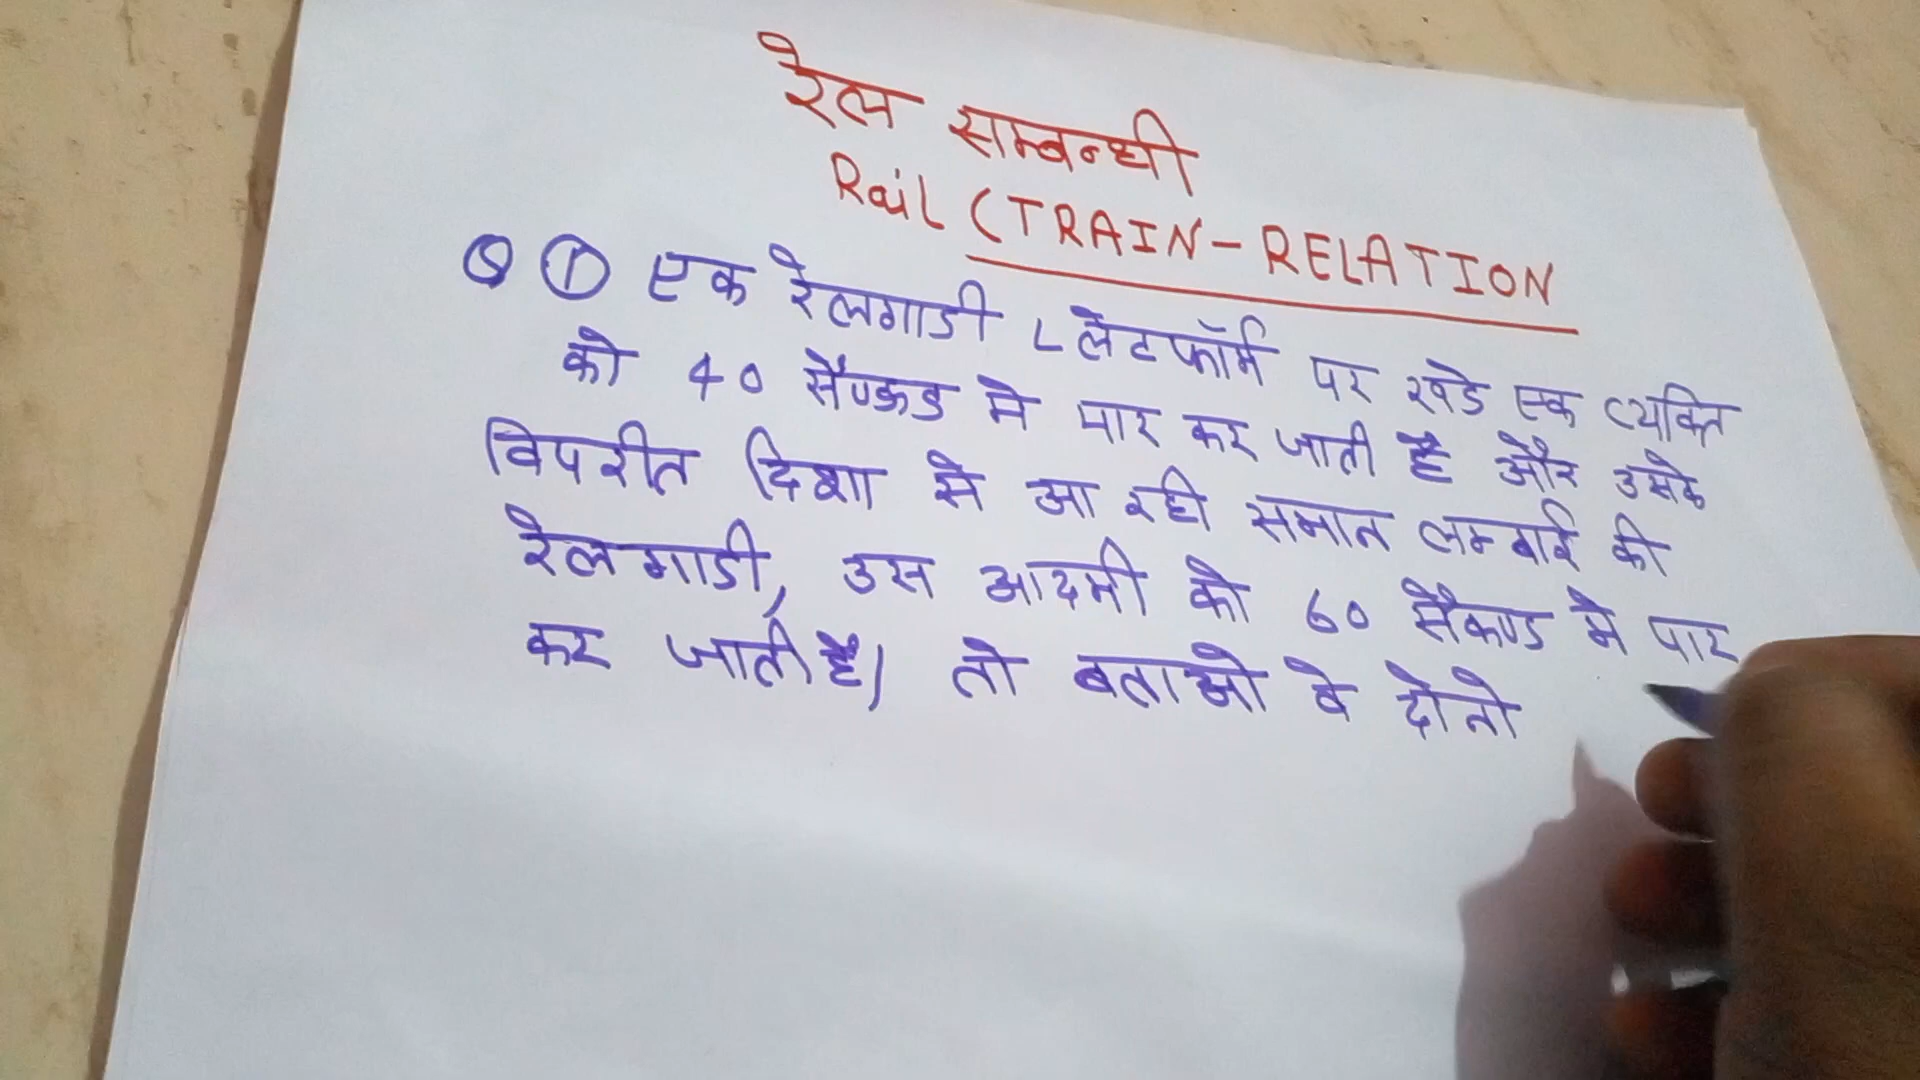 रेल सम्बन्धी
Rail (TRAIN-RELATION
Q ① एक रेलगाडी प्लेटफॉर्म पर खडे एक व्यक्ति
को 40 सैण्कड मे पार कर जाती है और उसके
विपरीत दिशा से आ रही समान लम्बाई की
रेलगाडी, उस आदमी को 60 सैकण्ड मे पार
कर जाती है। तो बताओ वे दोनो